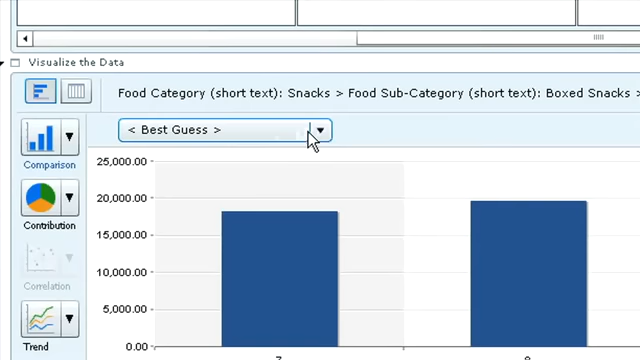 Visualize the Data
Food Category (short text): Snacks > Food Sub-Category (short text): Boxed Snacks >
< Best Guess >
Comparison
Contribution
Correlation
Trend
25,000.00
20,000.00
15,000.00
10,000.00
5,000.00
0.00
7
8